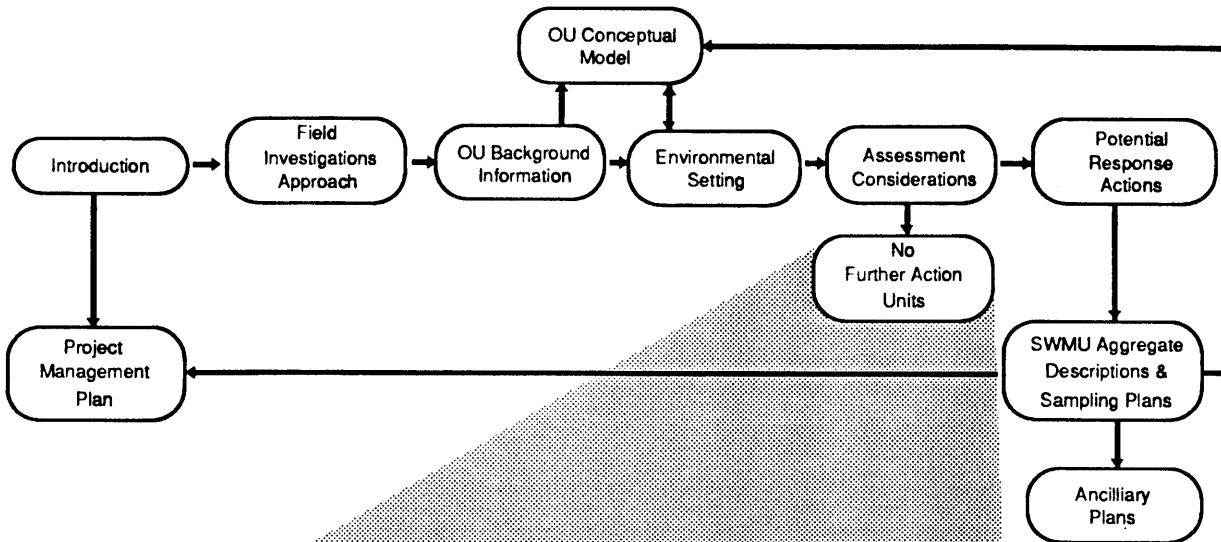 OU Conceptual
Model
Introduction
Field
Investigations
Approach
OU Background
Information
Environmental
Setting
Assessment
Considerations
Potential
Response
Actions
No
Further Action
Units
Project
Management
Plan
SWMU Aggregate
Descriptions &
Sampling Plans
Ancilliary
Plans